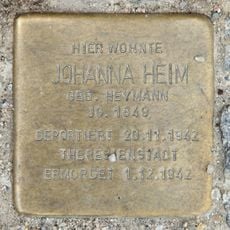 HIER WOHNTE
JOHANNA HEIM
GEB. HEYMANN
JG. 1849
DEPORTIERT 20.11.1942
THERESIENSTADT
ERMORDET 1.12.1942